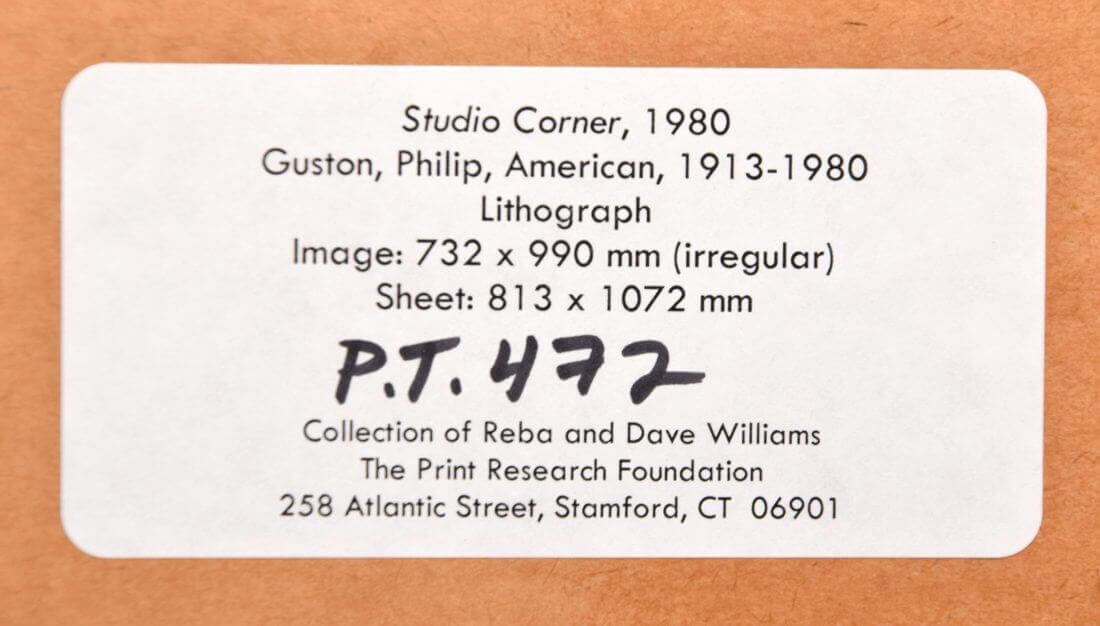 Studio Corner, 1980
Guston, Philip, American, 1913-1980
Lithograph
Image: 732 x 990 mm (irregular)
Sheet: 813 x 1072 mm
P.T. 472
Collection of Reba and Dave Williams
The Print Research Foundation
258 Atlantic Street, Stamford, CT 06901